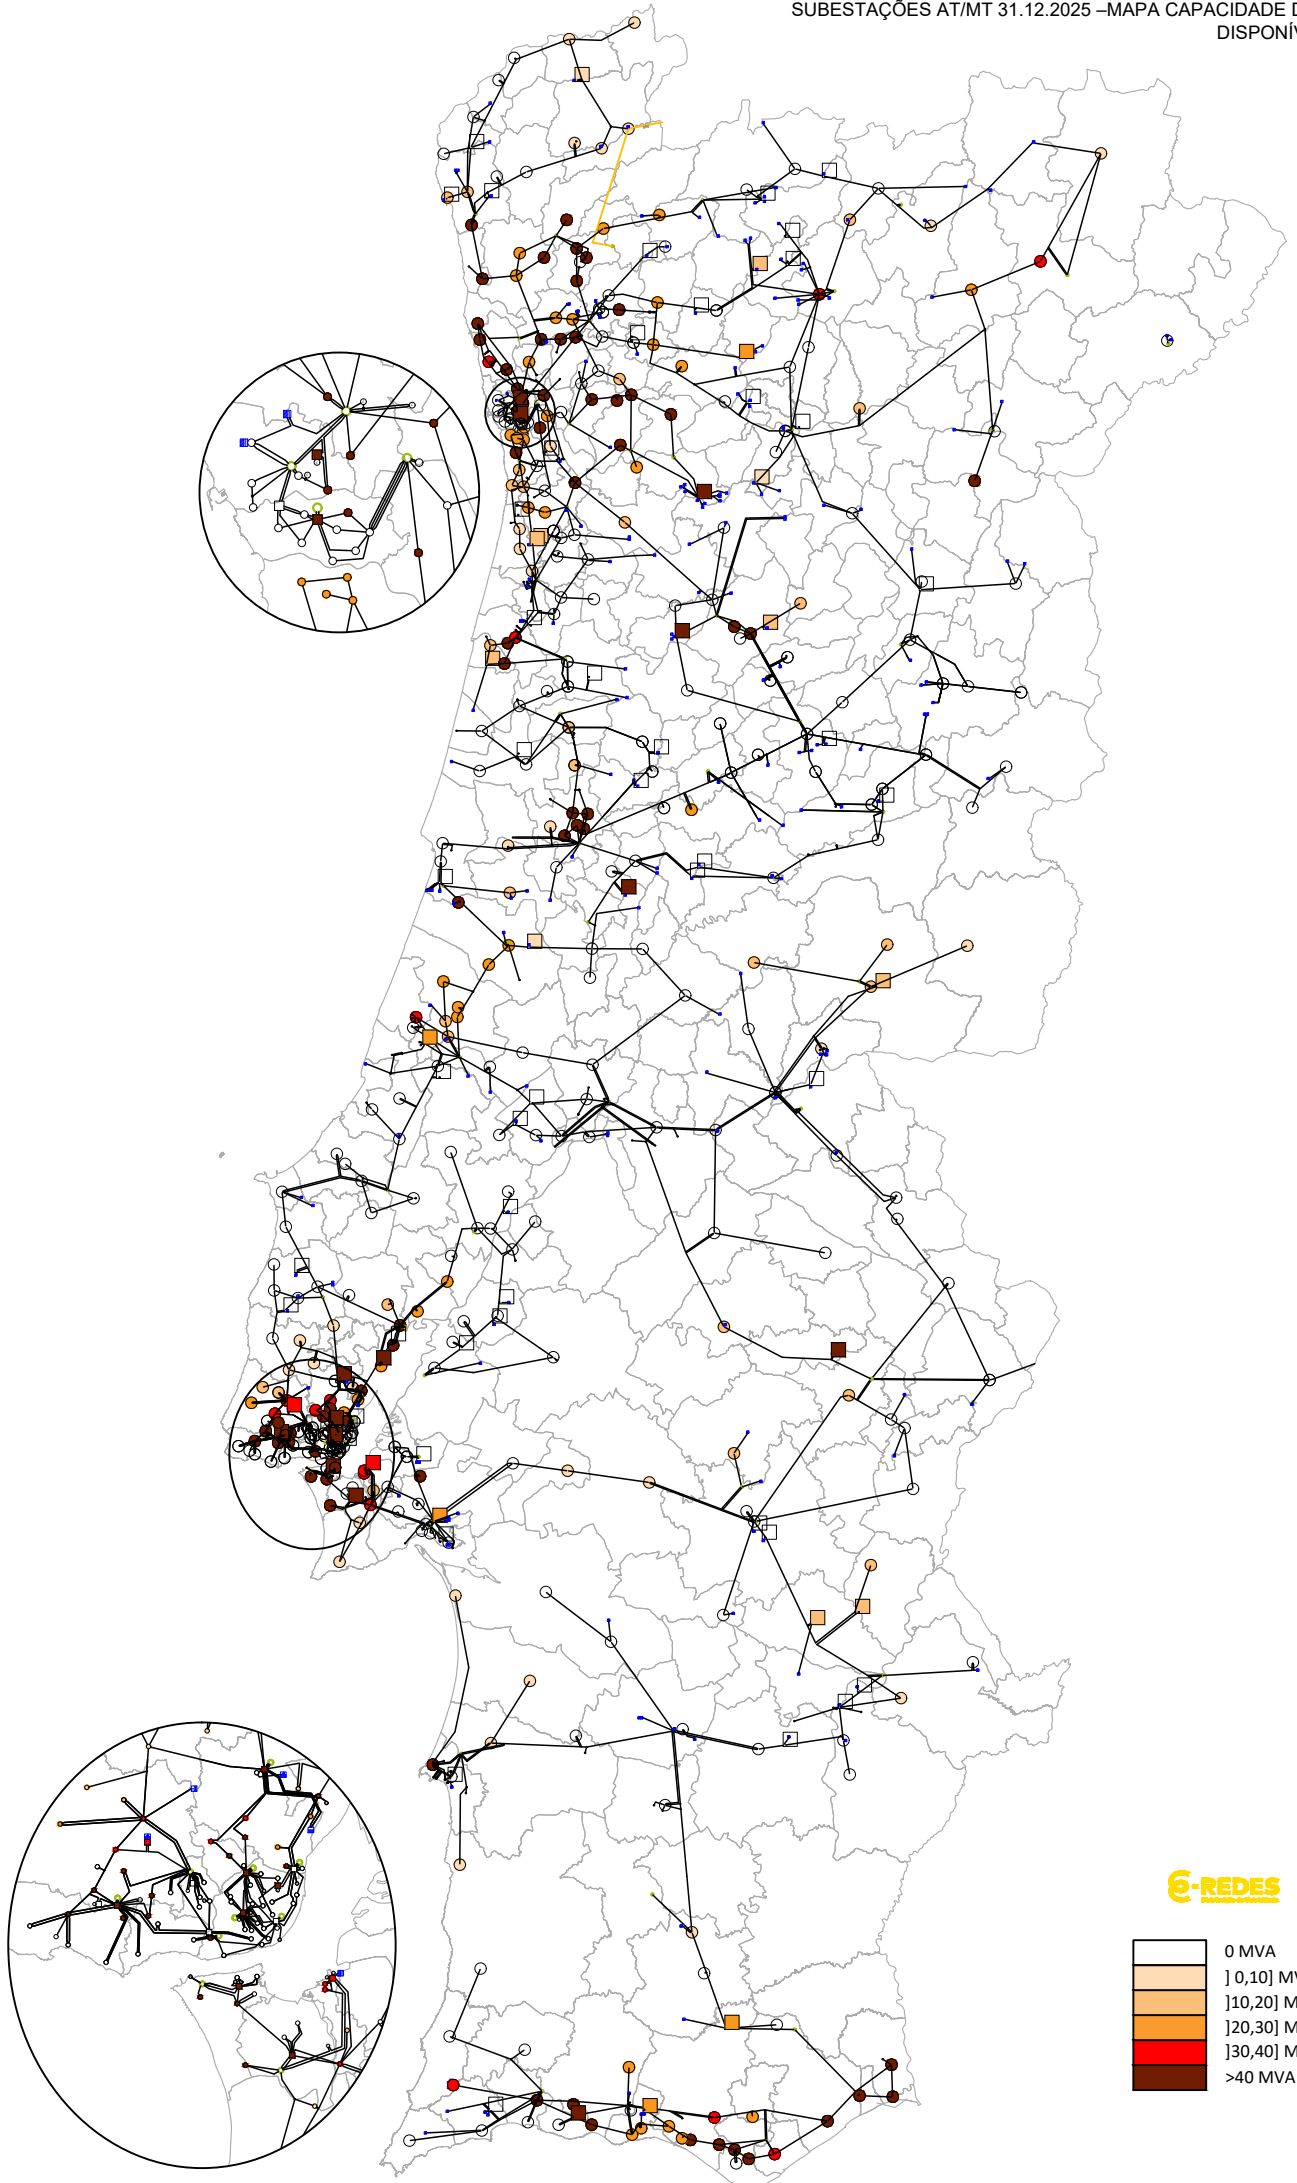 SUBESTAÇÕES AT/MT 31.12.2025 –MAPA CAPACIDADE D
DISPONÍV
E-REDES
0 MVA
] 0,10] MV
]10,20] M
]20,30] M
]30,40] M
>40 MVA